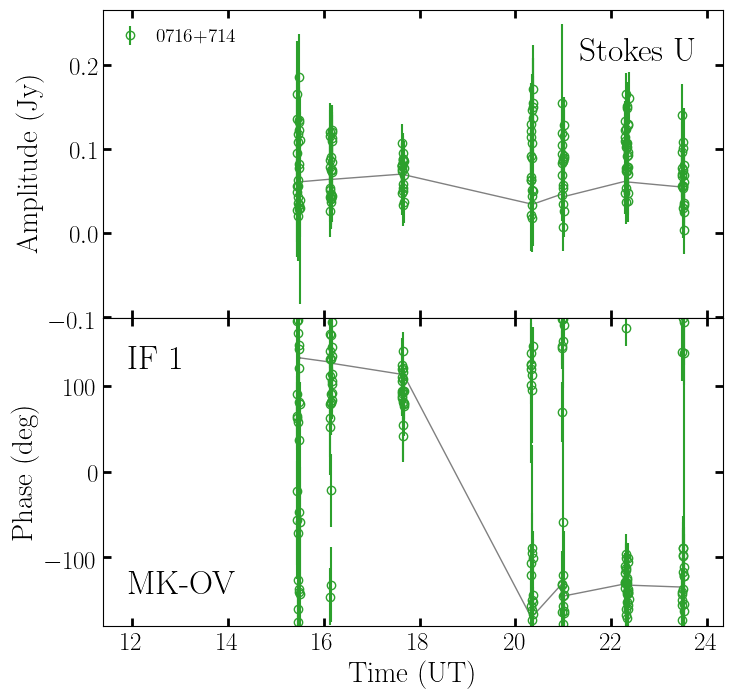 0716+714
Stokes U
0.2
0.1
0.0
−0.1
Amplitude (Jy)
IF 1
100
0
−100
Phase (deg)
MK-OV
12 14 16 18 20 22 24
Time (UT)